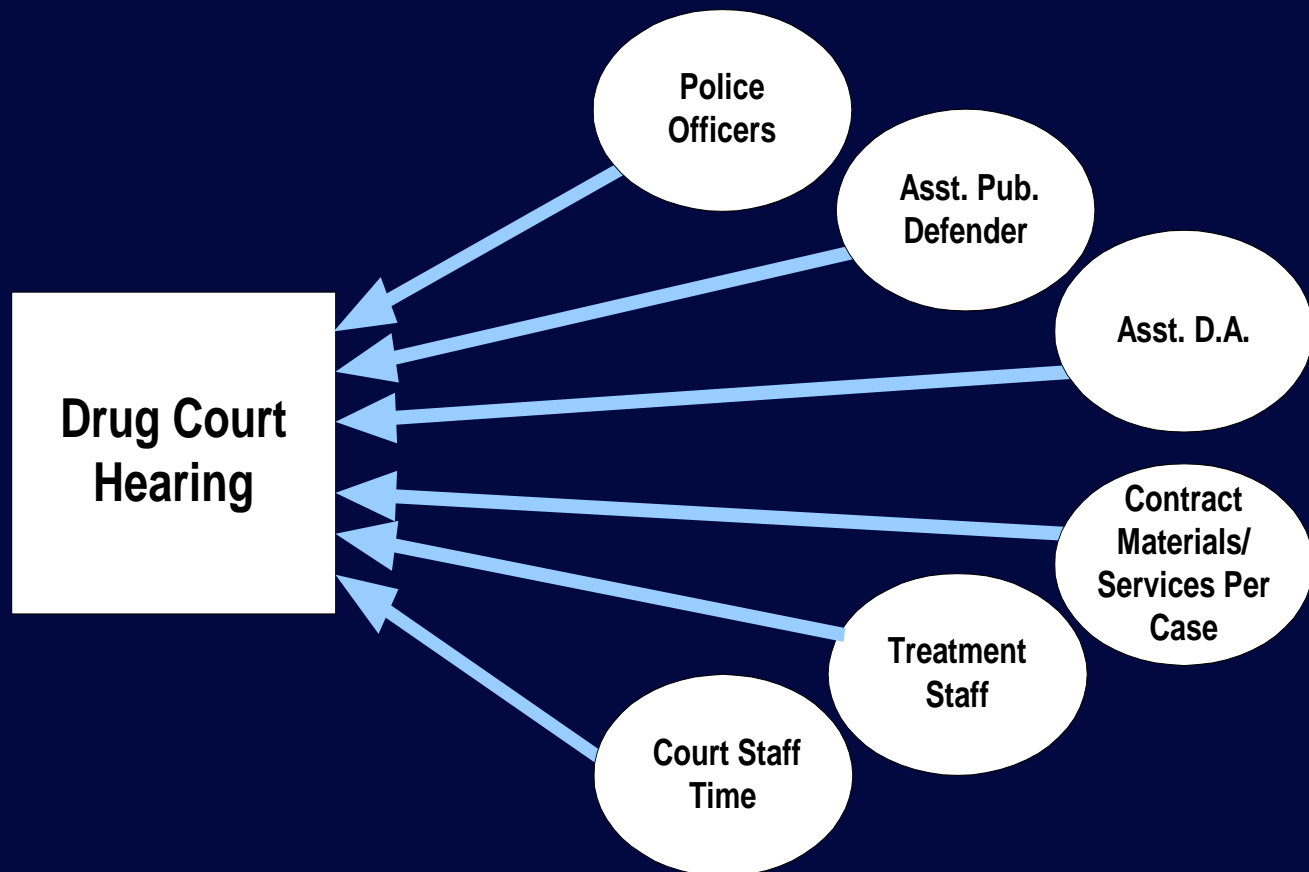 Police
Officers
Asst. Pub.
Defender
Asst. D.A.
Drug Court
Hearing
Contract
Materials/
Services Per
Case
Treatment
Staff
Court Staff
Time